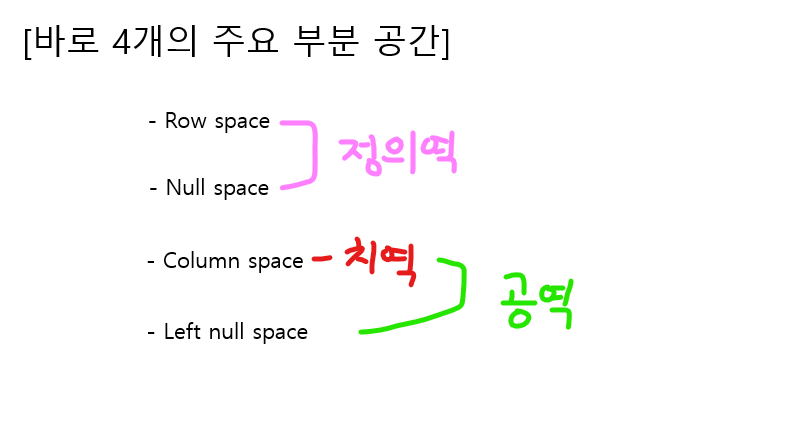 [바로 4개의 주요 부분 공간]
- Row space
정의역
- Null space
- Column space - 치역
공역
- Left null space